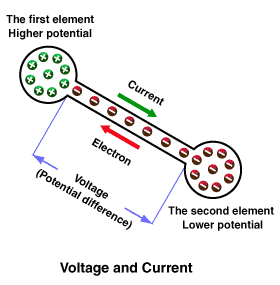 The first element
Higher potential
Current
Electron
Voltage
(Potential difference)
The second element
Lower potential
Voltage and Current